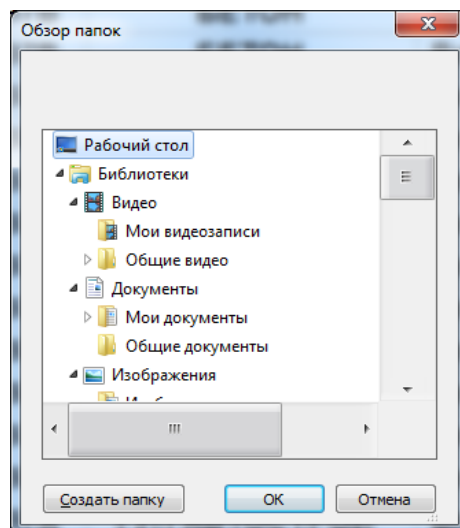 Обзор папок
Рабочий стол
Библиотеки
Видео
Мои видеозаписи
Общие видео
Документы
Мои документы
Общие документы
Изображения
Создать папку
ОК
Отмена